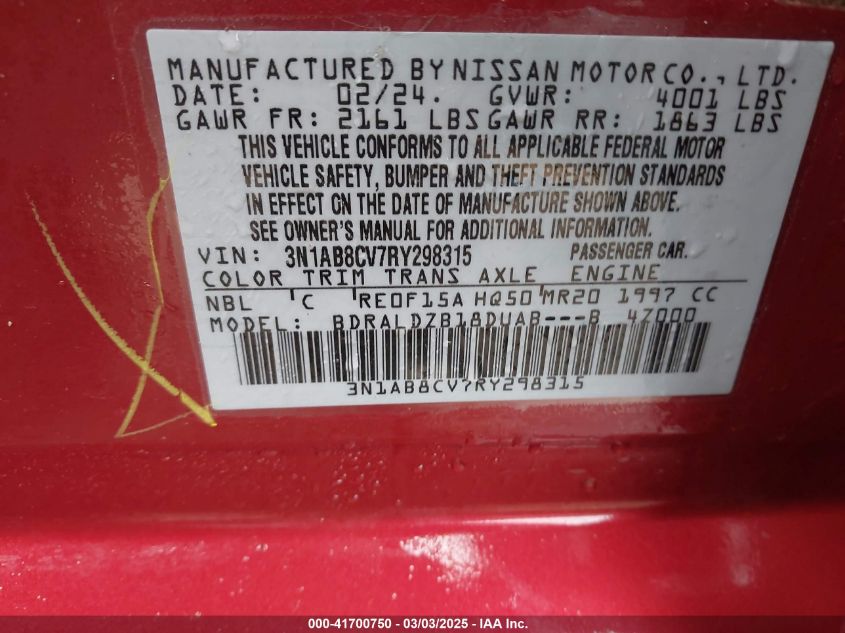 MANUFACTURED BY NISSAN MOTOR CO., LTD.
DATE: 02/24. GVWR: 4001 LBS
GAWR FR: 2161 LBS GAWR RR: 1863 LBS
THIS VEHICLE CONFORMS TO ALL APPLICABLE FEDERAL MOTOR
VEHICLE SAFETY, BUMPER AND THEFT PREVENTION STANDARDS
IN EFFECT ON THE DATE OF MANUFACTURE SHOWN ABOVE.
SEE OWNER'S MANUAL FOR ADDITIONAL INFORMATION.
VIN: 3N1AB8CV7RY298315 PASSENGER CAR.
COLOR TRIM TRANS AXLE ENGINE
NBL 'C 'RE0F15A HQ50 'MR20 1997 CC
MODEL: BDRALDZB18DUAB---B 4Z000
3N1AB8CV7RY298315
000-41700750 — 03/03/2025 — IAA Inc.